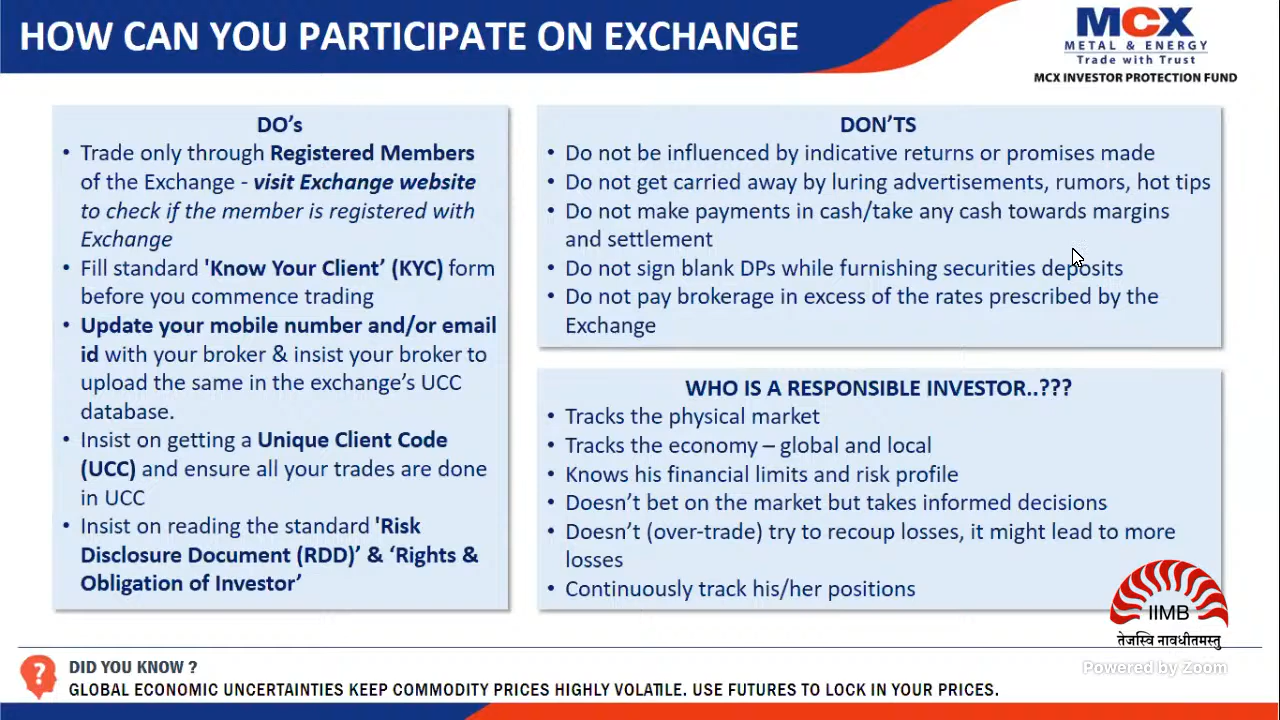 HOW CAN YOU PARTICIPATE ON EXCHANGE
MCX
METAL & ENERGY
Trade with Trust
MCX INVESTOR PROTECTION FUND
DO's
• Trade only through Registered Members
of the Exchange - visit Exchange website
to check if the member is registered with
Exchange
• Fill standard 'Know Your Client’ (KYC) form
before you commence trading
• Update your mobile number and/or email
id with your broker & insist your broker to
upload the same in the exchange’s UCC
database.
• Insist on getting a Unique Client Code
(UCC) and ensure all your trades are done
in UCC
• Insist on reading the standard 'Risk
Disclosure Document (RDD)’ & ‘Rights &
Obligation of Investor’
DON’TS
• Do not be influenced by indicative returns or promises made
• Do not get carried away by luring advertisements, rumors, hot tips
• Do not make payments in cash/take any cash towards margins
and settlement
• Do not sign blank DPs while furnishing securities deposits
• Do not pay brokerage in excess of the rates prescribed by the
Exchange
WHO IS A RESPONSIBLE INVESTOR..???
• Tracks the physical market
• Tracks the economy – global and local
• Knows his financial limits and risk profile
• Doesn’t bet on the market but takes informed decisions
• Doesn’t (over-trade) try to recoup losses, it might lead to more
losses
• Continuously track his/her positions
IIMB
तेजस्वि नावधीतमस्तु
Powered by Zoom
DID YOU KNOW ?
GLOBAL ECONOMIC UNCERTAINTIES KEEP COMMODITY PRICES HIGHLY VOLATILE. USE FUTURES TO LOCK IN YOUR PRICES.